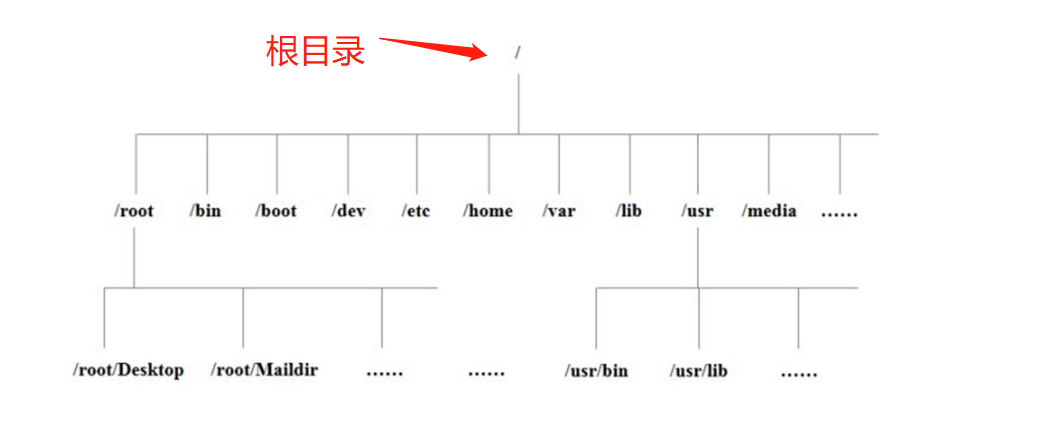 根目录 /
/root /bin /boot /dev /etc /home /var /lib /usr /media ……
/root/Desktop /root/Maildir …… …… /usr/bin /usr/lib ……